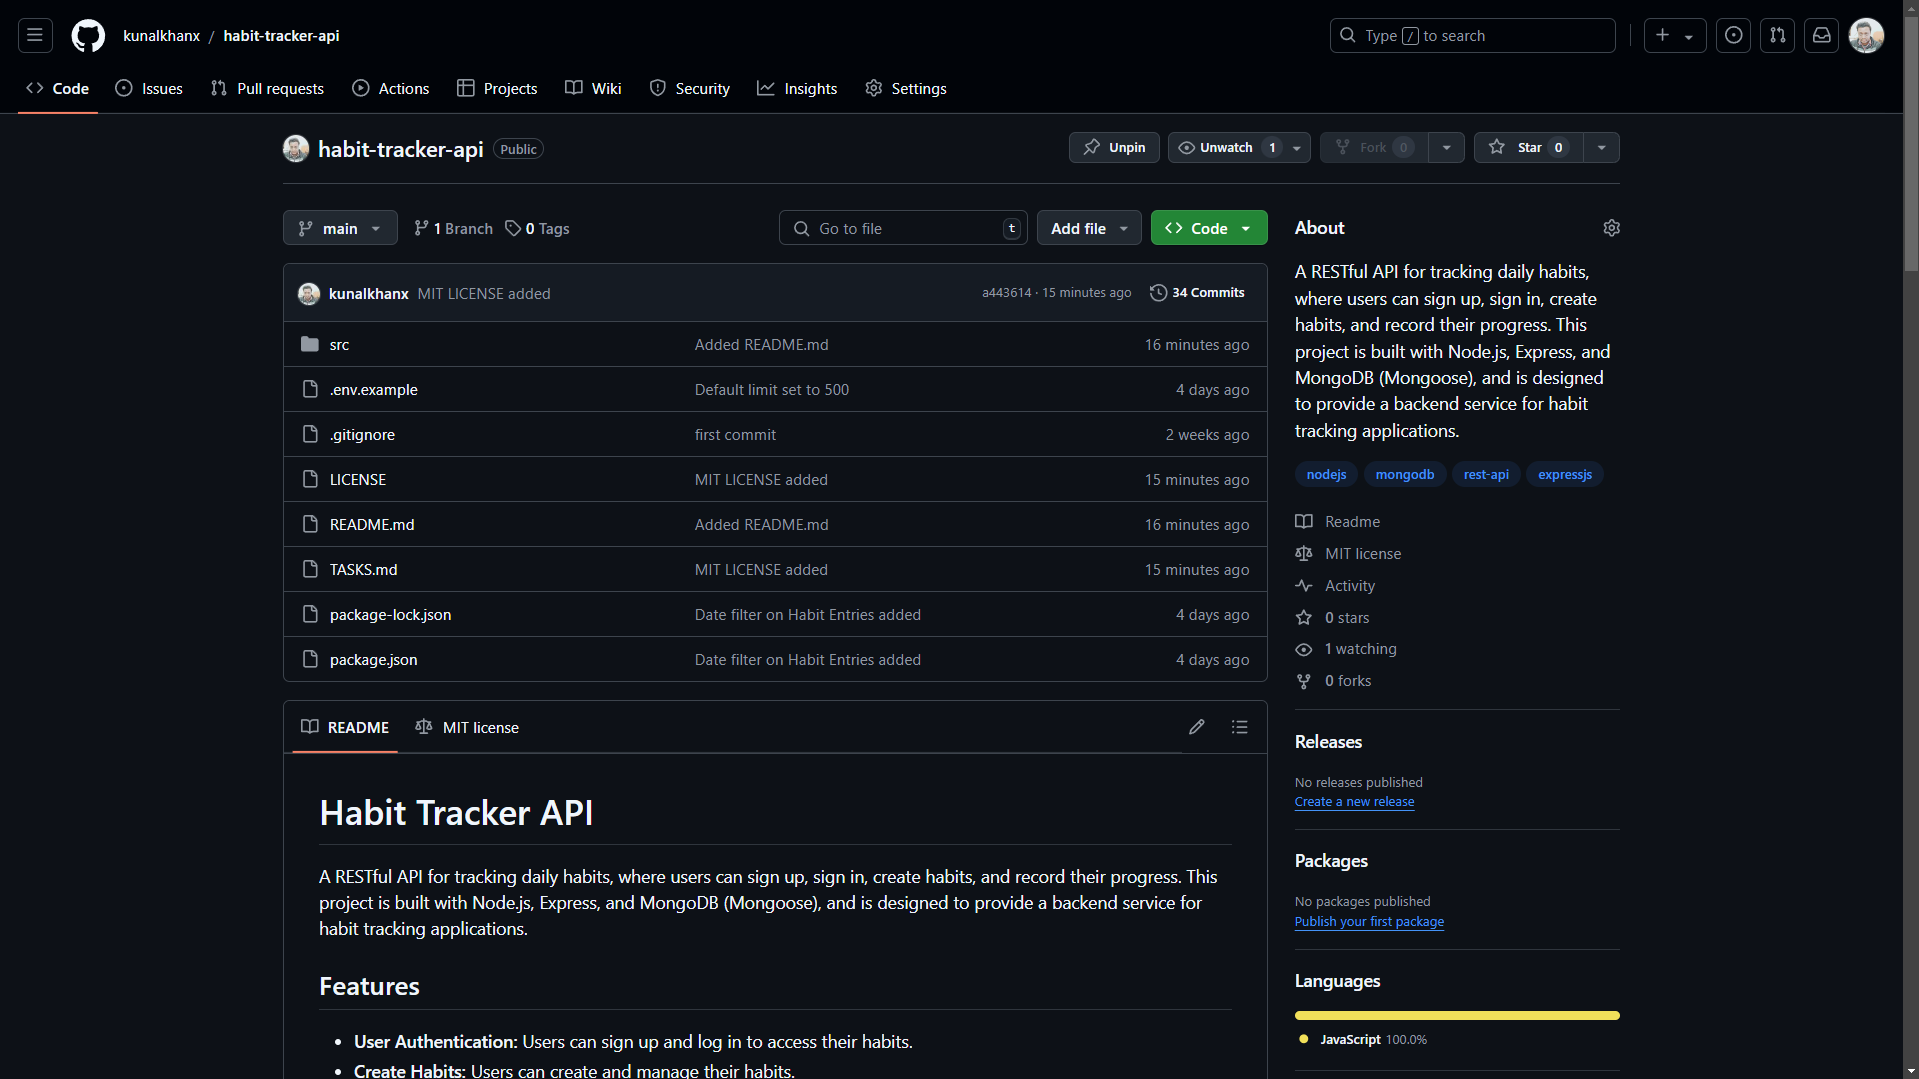 kunalkhanx / habit-tracker-api
Type / to search
Code Issues Pull requests Actions Projects Wiki Security Insights Settings
habit-tracker-api Public
Unpin Unwatch 1 Fork 0 Star 0
main 1 Branch 0 Tags Go to file t Add file Code
kunalkhanx MIT LICENSE added a443614 · 15 minutes ago 34 Commits
src Added README.md 16 minutes ago
.env.example Default limit set to 500 4 days ago
.gitignore first commit 2 weeks ago
LICENSE MIT LICENSE added 15 minutes ago
README.md Added README.md 16 minutes ago
TASKS.md MIT LICENSE added 15 minutes ago
package-lock.json Date filter on Habit Entries added 4 days ago
package.json Date filter on Habit Entries added 4 days ago
README MIT license
Habit Tracker API
A RESTful API for tracking daily habits, where users can sign up, sign in, create habits, and record their progress. This
project is built with Node.js, Express, and MongoDB (Mongoose), and is designed to provide a backend service for
habit tracking applications.
Features
• User Authentication: Users can sign up and log in to access their habits.
• Create Habits: Users can create and manage their habits.
About
A RESTful API for tracking daily habits,
where users can sign up, sign in, create
habits, and record their progress. This
project is built with Node.js, Express, and
MongoDB (Mongoose), and is designed
to provide a backend service for habit
tracking applications.
nodejs mongodb rest-api expressjs
Readme
MIT license
Activity
0 stars
1 watching
0 forks
Releases
No releases published
Create a new release
Packages
No packages published
Publish your first package
Languages
JavaScript 100.0%